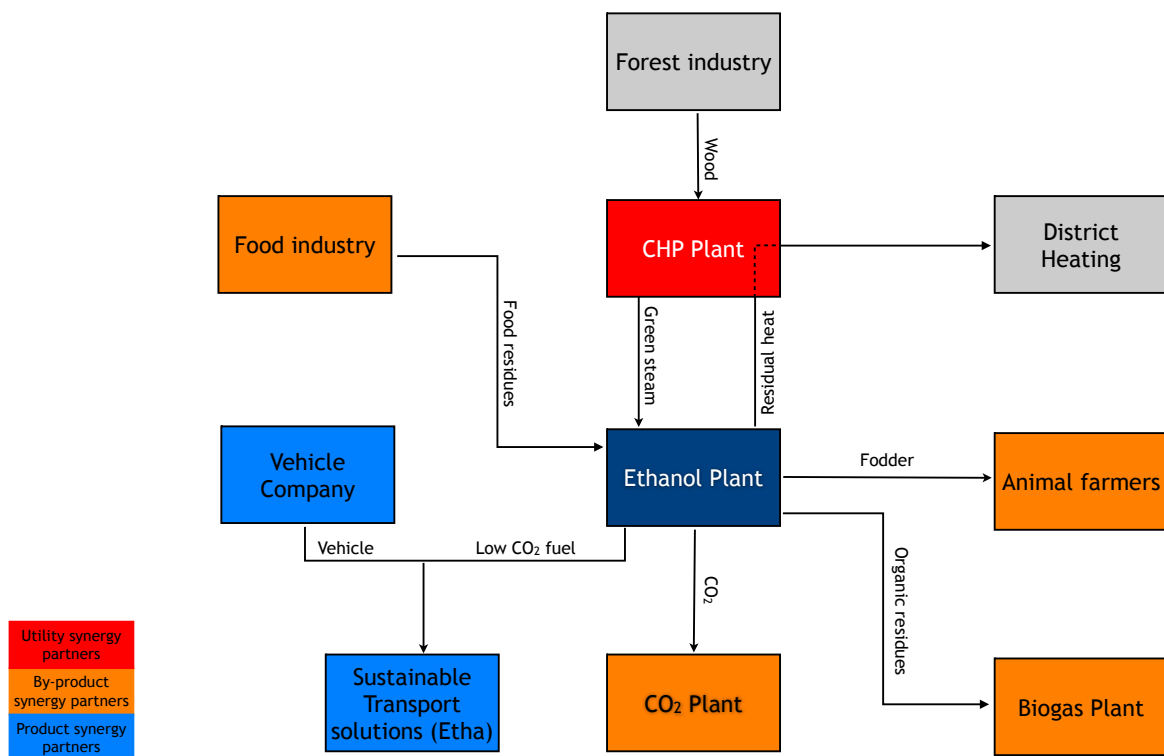 Forest industry
Wood
Food industry
CHP Plant
District
Heating
Food residues
Green steam
Residual heat
Vehicle
Company
Ethanol Plant
Fodder
Animal farmers
Vehicle
Low CO₂ fuel
CO₂
Organic residues
Utility synergy
partners
By-product
synergy partners
Product synergy
partners
Sustainable
Transport
solutions (Etha)
CO₂ Plant
Biogas Plant